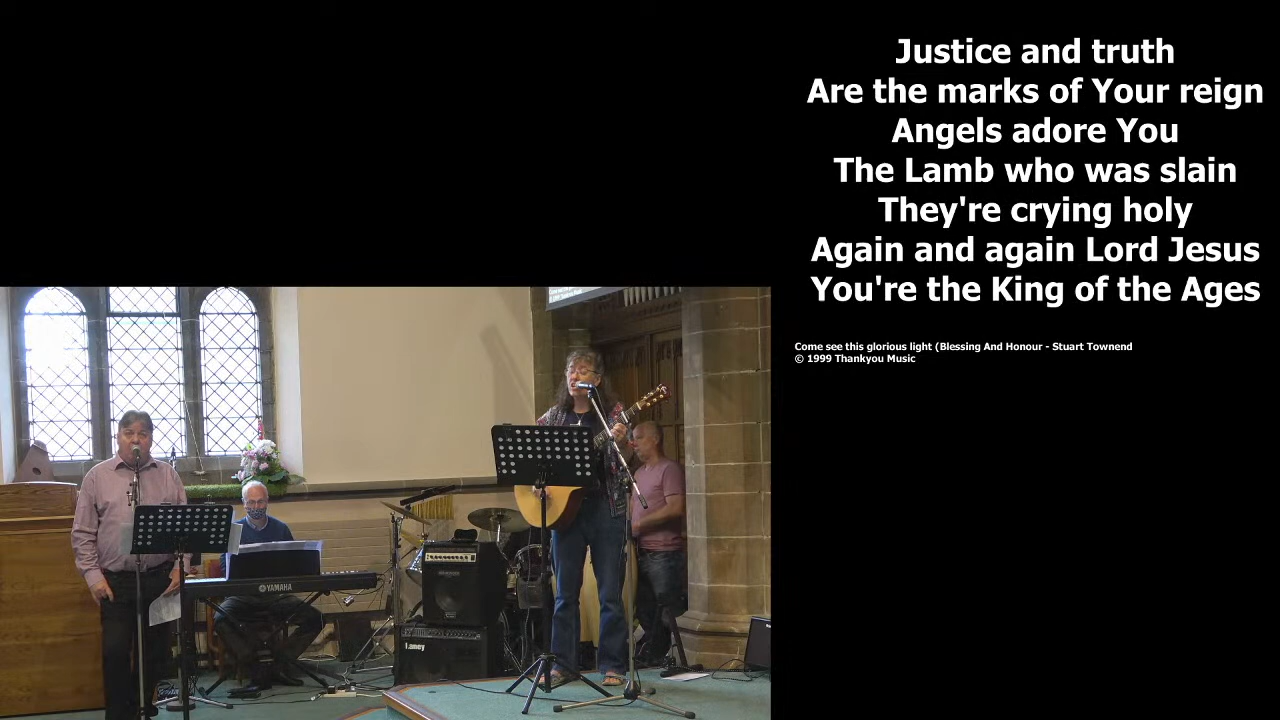 Justice and truth
Are the marks of Your reign
Angels adore You
The Lamb who was slain
They're crying holy
Again and again Lord Jesus
You're the King of the Ages
Come see this glorious light (Blessing And Honour - Stuart Townend
© 1999 Thankyou Music
YAMAHA
Laney